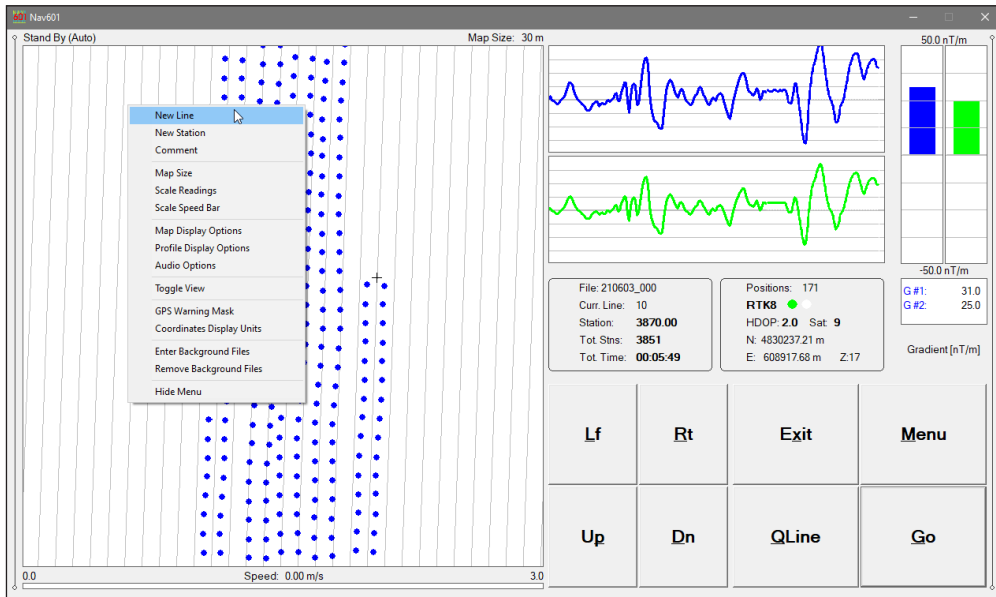 601 Nav601
Stand By (Auto) Map Size: 30 m
New Line
New Station
Comment
Map Size
Scale Readings
Scale Speed Bar
Map Display Options
Profile Display Options
Audio Options
Toggle View
GPS Warning Mask
Coordinates Display Units
Enter Background Files
Remove Background Files
Hide Menu
0.0 Speed: 0.00 m/s 3.0
50.0 nT/m
-50.0 nT/m
File: 210603_000
Curr. Line: 10
Station: 3870.00
Tot. Stns: 3851
Tot. Time: 00:05:49
Positions: 171
RTK8
HDOP: 2.0 Sat: 9
N: 4830237.21 m
E: 608917.68 m Z:17
G #1: 31.0
G #2: 25.0
Gradient [nT/m]
Lf Rt Exit Menu
Up Dn QLine Go